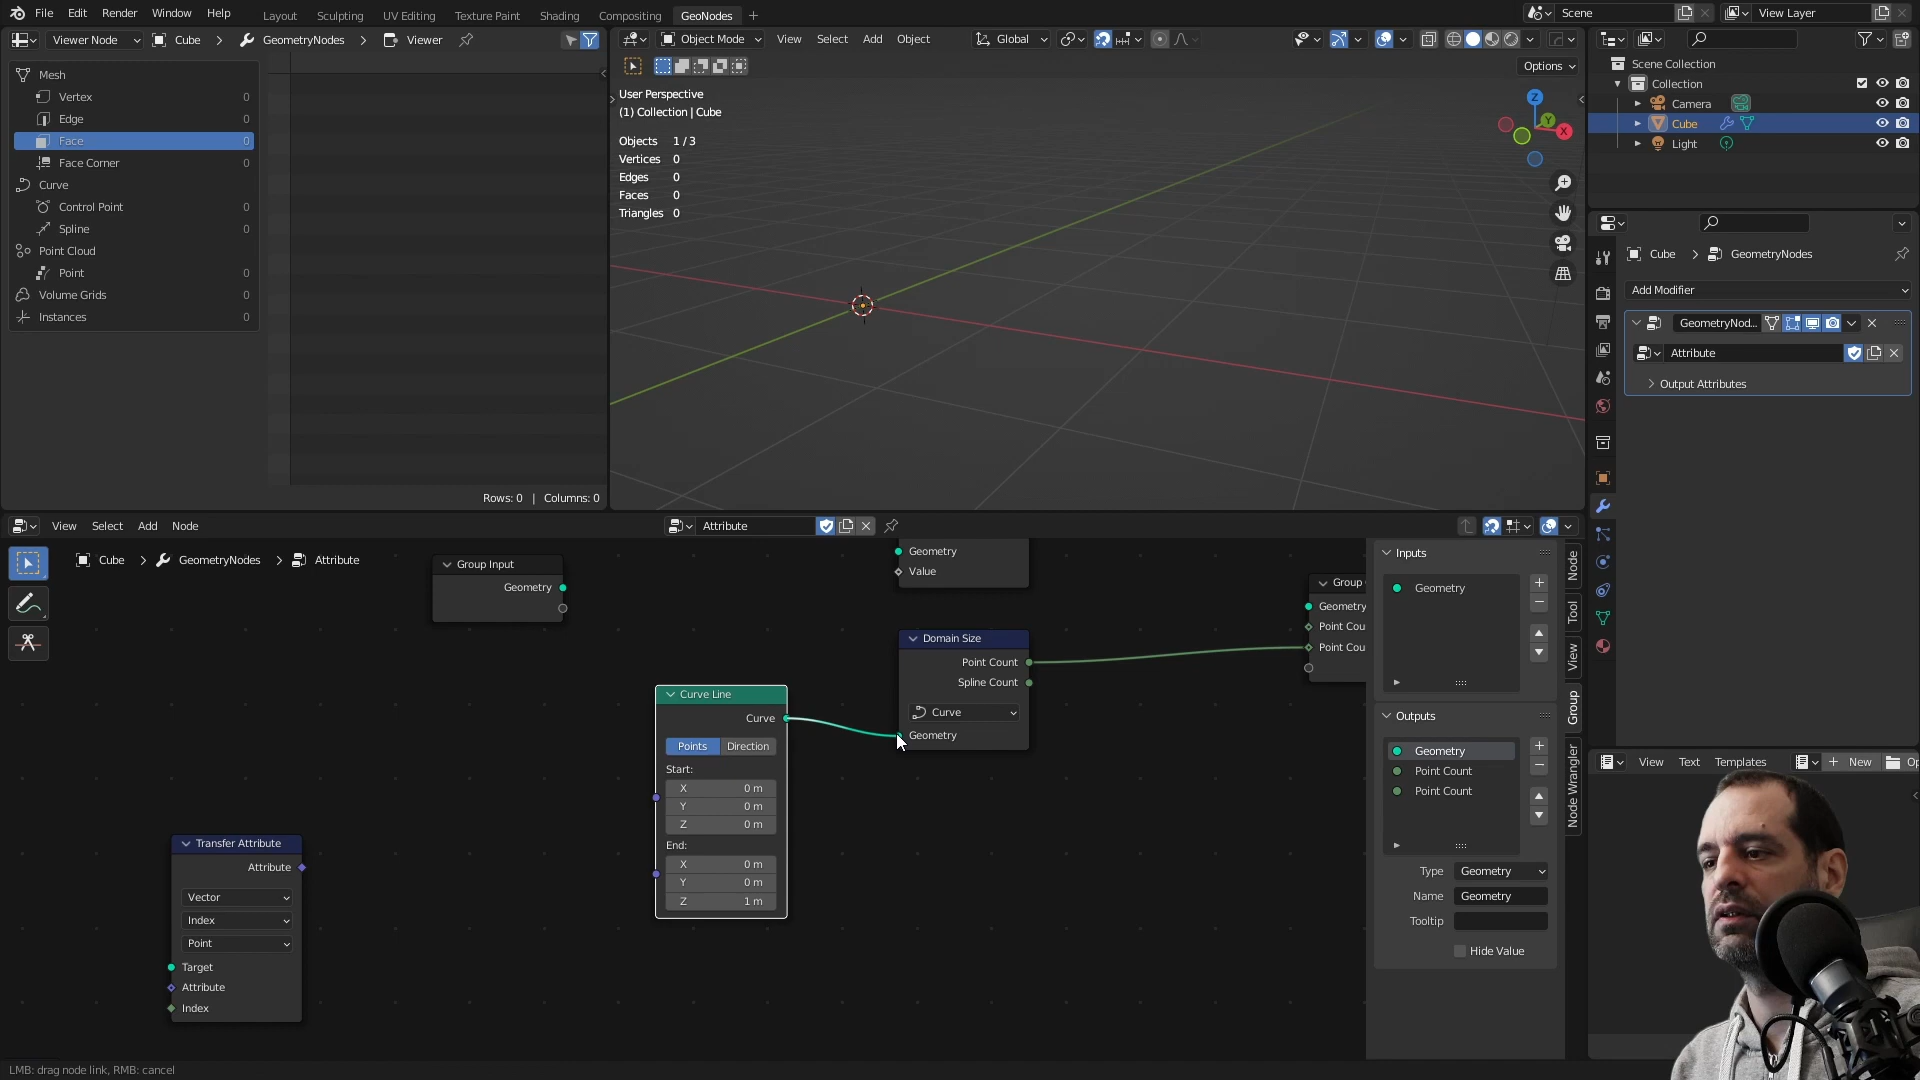 File Edit Render Window Help
Layout Sculpting UV Editing Texture Paint Shading Compositing GeoNodes
Scene
View Layer
Viewer Node Cube GeometryNodes Viewer
Mesh
Vertex 0
Edge 0
Face 0
Face Corner 0
Curve
Control Point 0
Spline 0
Point Cloud
Point 0
Volume Grids 0
Instances 0
Rows: 0 | Columns: 0
Object Mode View Select Add Object Global
Options
User Perspective
(1) Collection | Cube
Objects 1 / 3
Vertices 0
Edges 0
Faces 0
Triangles 0
Z
Y
X
Scene Collection
Collection
Camera
Cube
Light
Cube GeometryNodes
Add Modifier
GeometryNod...
Attribute
Output Attributes
View Select Add Node Attribute
Cube GeometryNodes Attribute
Group Input
Geometry
Geometry
Value
Domain Size
Point Count
Spline Count
Curve
Geometry
Curve Line
Curve
Points Direction
Start:
X 0 m
Y 0 m
Z 0 m
End:
X 0 m
Y 0 m
Z 1 m
Transfer Attribute
Attribute
Vector
Index
Point
Target
Attribute
Index
Group
Geometry
Point Cou
Point Cou
Inputs
Geometry
Outputs
Geometry
Point Count
Point Count
Type Geometry
Name Geometry
Tooltip
Hide Value
Node
Tool
View
Group
Node Wrangler
View Text Templates New Op
LMB: drag node link, RMB: cancel